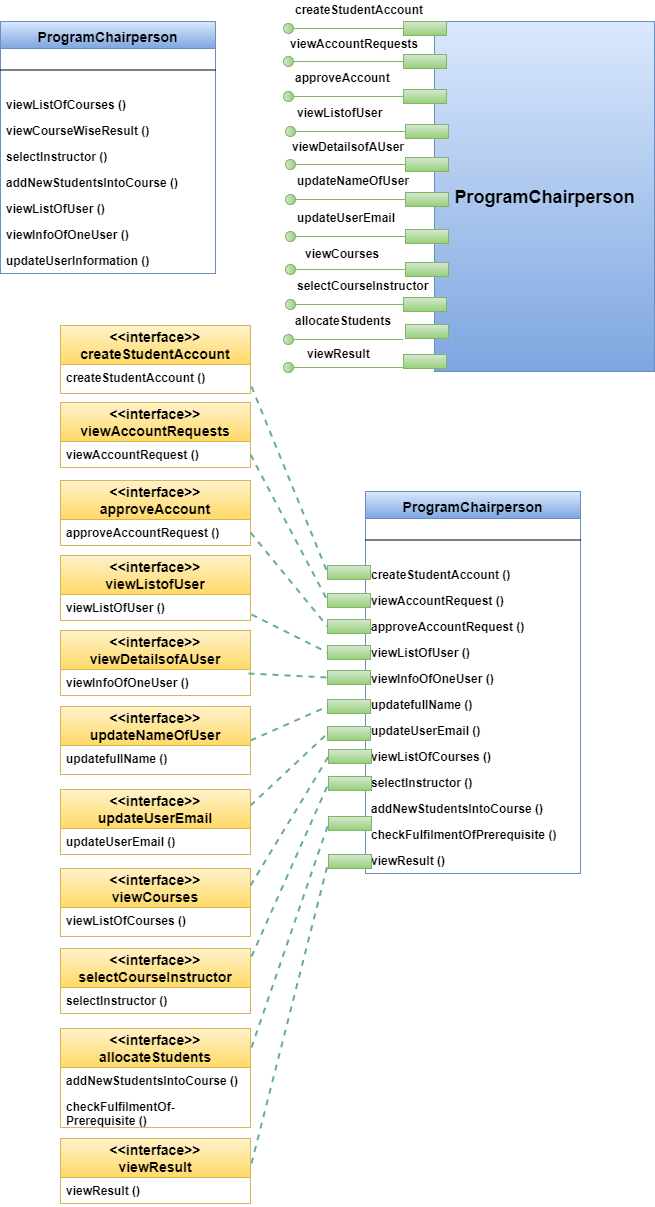 ProgramChairperson
viewListOfCourses ()
viewCourseWiseResult ()
selectInstructor ()
addNewStudentsIntoCourse ()
viewListOfUser ()
viewInfoOfOneUser ()
updateUserInformation ()
createStudentAccount
viewAccountRequests
approveAccount
viewListofUser
viewDetailsofAUser
updateNameOfUser
updateUserEmail
viewCourses
selectCourseInstructor
allocateStudents
viewResult
ProgramChairperson
<<interface>>
createStudentAccount
createStudentAccount ()
<<interface>>
viewAccountRequests
viewAccountRequest ()
<<interface>>
approveAccount
approveAccountRequest ()
<<interface>>
viewListofUser
viewListOfUser ()
<<interface>>
viewDetailsofAUser
viewInfoOfOneUser ()
<<interface>>
updateNameOfUser
updatefullName ()
<<interface>>
updateUserEmail
updateUserEmail ()
<<interface>>
viewCourses
viewListOfCourses ()
<<interface>>
selectCourseInstructor
selectInstructor ()
<<interface>>
allocateStudents
addNewStudentsIntoCourse ()
checkFulfilmentOf-
Prerequisite ()
<<interface>>
viewResult
viewResult ()
ProgramChairperson
createStudentAccount ()
viewAccountRequest ()
approveAccountRequest ()
viewListOfUser ()
viewInfoOfOneUser ()
updatefullName ()
updateUserEmail ()
viewListOfCourses ()
selectInstructor ()
addNewStudentsIntoCourse ()
checkFulfilmentOfPrerequisite ()
viewResult ()